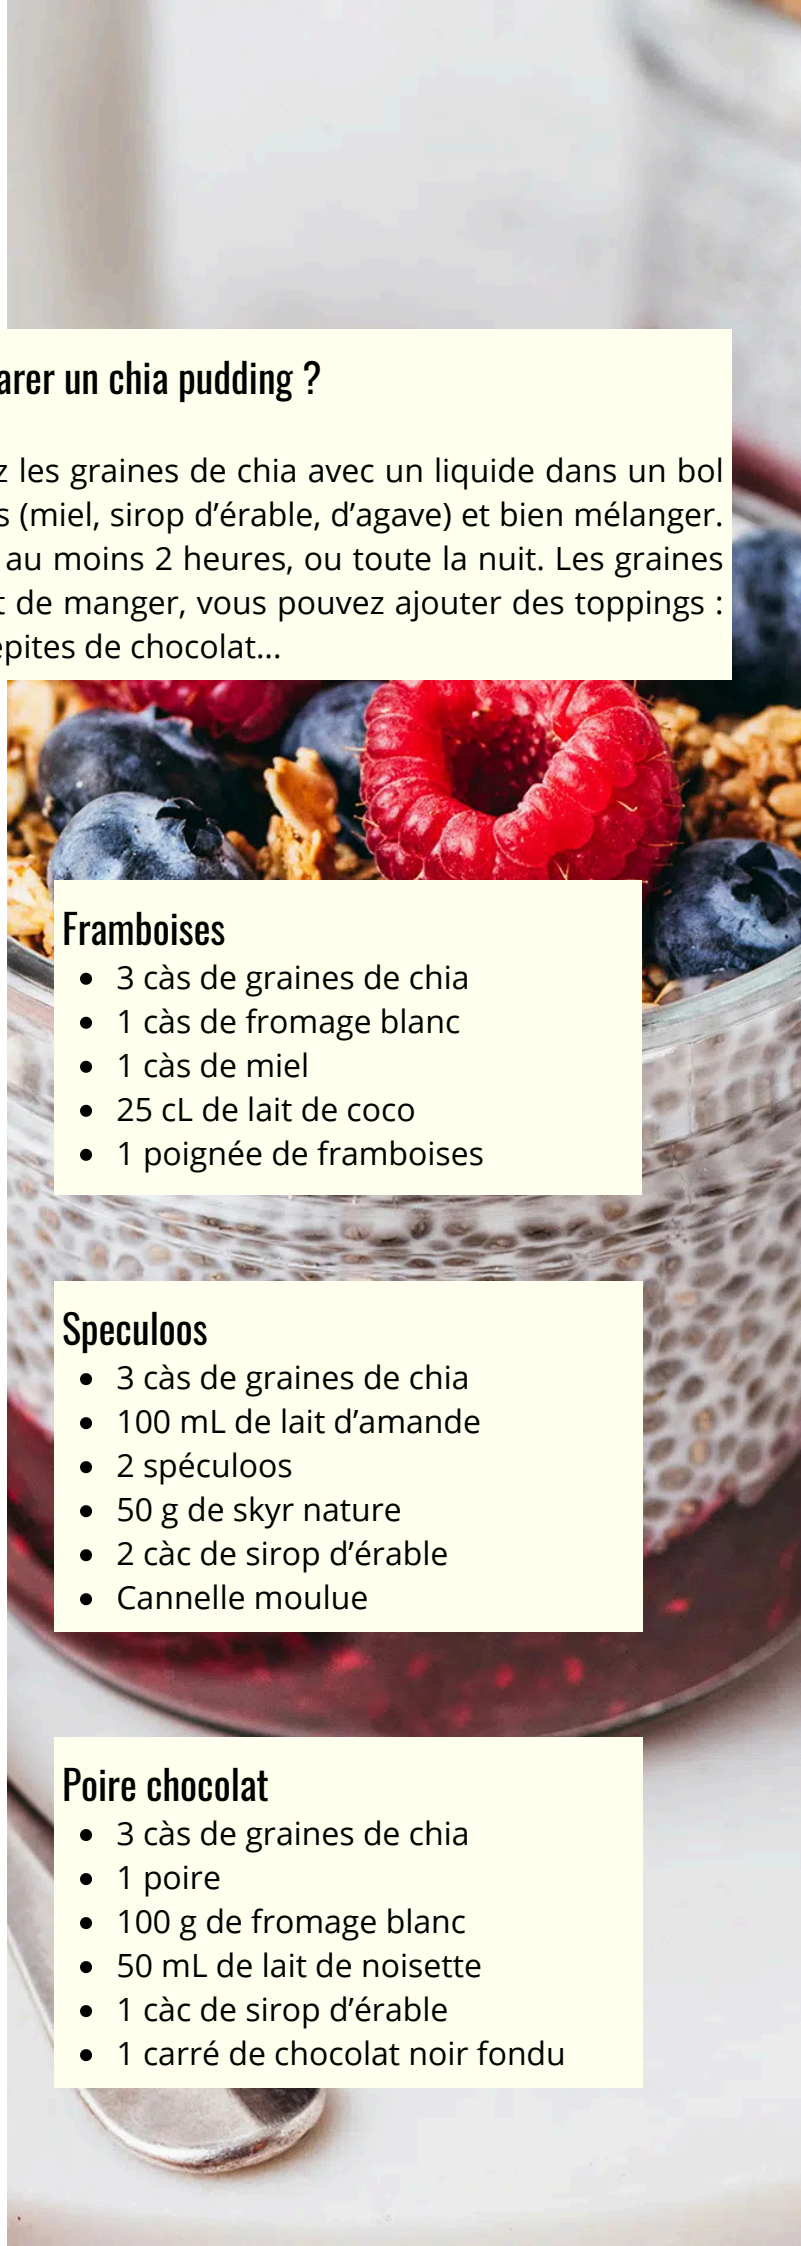 arer un chia pudding ?
z les graines de chia avec un liquide dans un bol
s (miel, sirop d’érable, d’agave) et bien mélanger.
au moins 2 heures, ou toute la nuit. Les graines
t de manger, vous pouvez ajouter des toppings :
épites de chocolat...
Framboises
• 3 càs de graines de chia
• 1 càs de fromage blanc
• 1 càs de miel
• 25 cL de lait de coco
• 1 poignée de framboises
Speculoos
• 3 càs de graines de chia
• 100 mL de lait d’amande
• 2 spéculoos
• 50 g de skyr nature
• 2 càc de sirop d’érable
• Cannelle moulue
Poire chocolat
• 3 càs de graines de chia
• 1 poire
• 100 g de fromage blanc
• 50 mL de lait de noisette
• 1 càc de sirop d’érable
• 1 carré de chocolat noir fondu